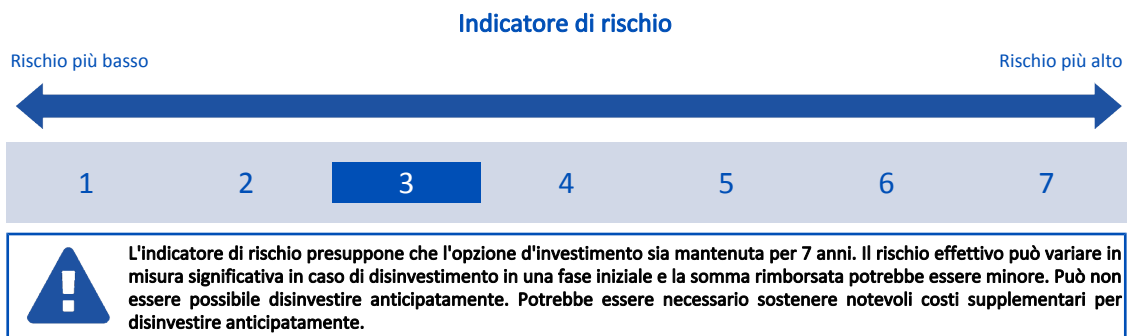 Indicatore di rischio
Rischio più basso
Rischio più alto
1 2 3 4 5 6 7
L'indicatore di rischio presuppone che l'opzione d'investimento sia mantenuta per 7 anni. Il rischio effettivo può variare in
misura significativa in caso di disinvestimento in una fase iniziale e la somma rimborsata potrebbe essere minore. Può non
essere possibile disinvestire anticipatamente. Potrebbe essere necessario sostenere notevoli costi supplementari per
disinvestire anticipatamente.